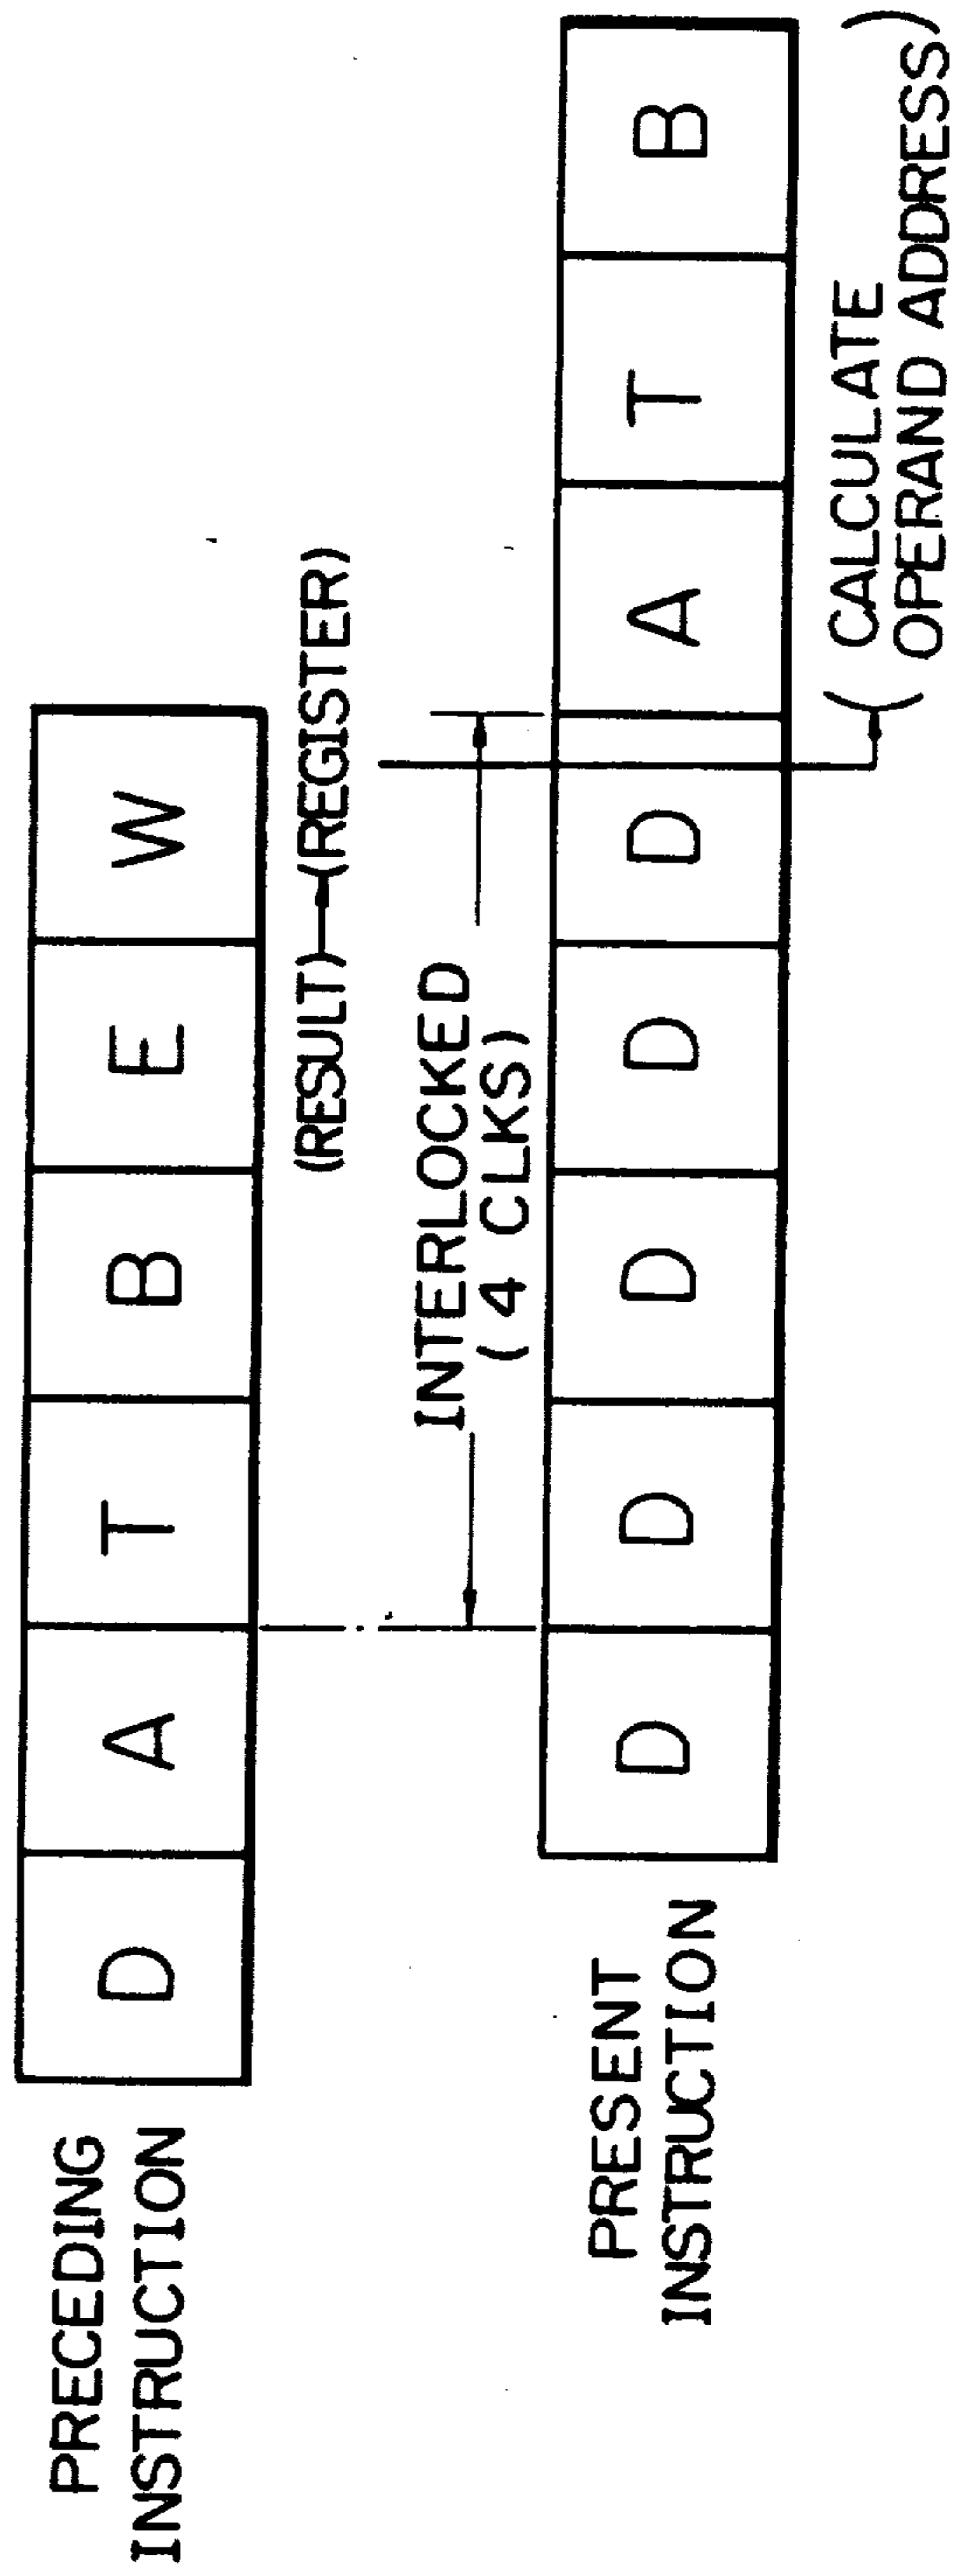 PRECEDING
INSTRUCTION
D A T B E W
(RESULT)→(REGISTER)
INTERLOCKED
( 4 CLKS)
PRESENT
INSTRUCTION
D D D D D A T B
( CALCULATE
OPERAND ADDRESS )